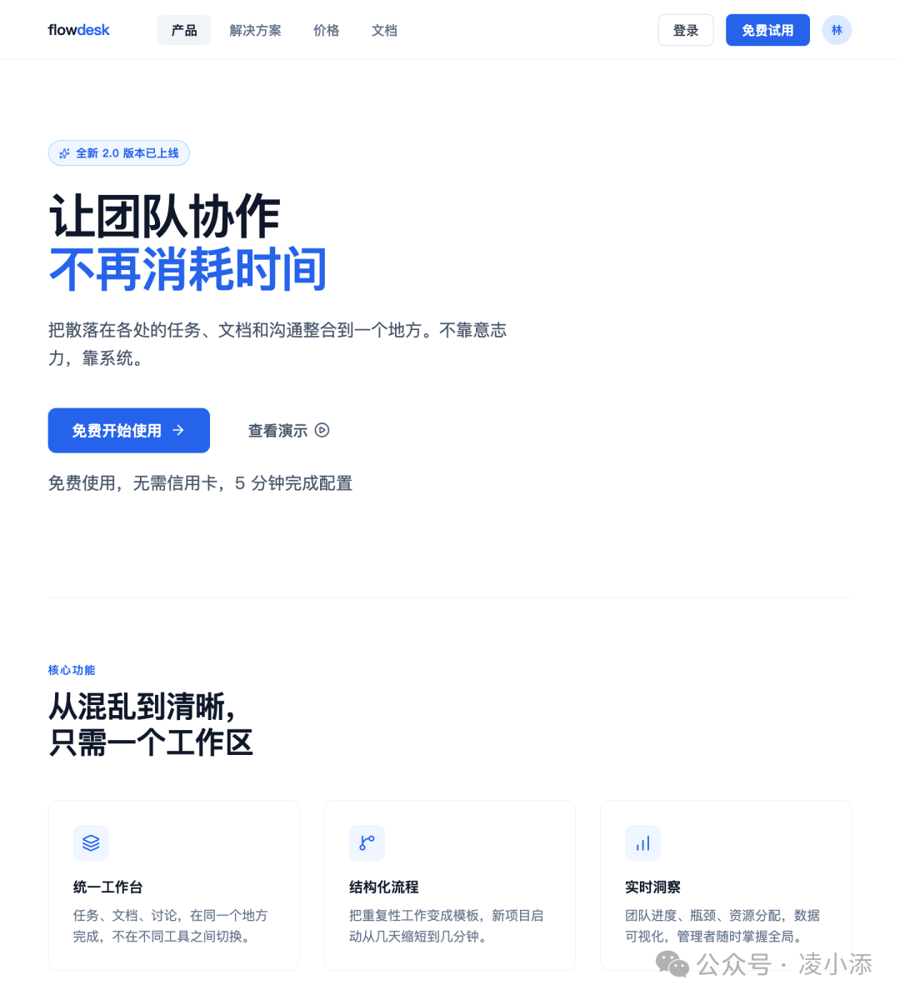 flowdesk 产品 解决方案 价格 文档 登录 免费试用 林
全新 2.0 版本已上线
让团队协作
不再消耗时间
把散落在各处的任务、文档和沟通整合到一个地方。不靠意志
力，靠系统。
免费开始使用 → 查看演示
免费使用，无需信用卡，5 分钟完成配置
核心功能
从混乱到清晰，
只需一个工作区
统一工作台
任务、文档、讨论，在同一个地方
完成，不在不同工具之间切换。
结构化流程
把重复性工作变成模板，新项目启
动从几天缩短到几分钟。
实时洞察
团队进度、瓶颈、资源分配，数据
可视化，管理者随时掌握全局。
公众号 · 凌小添